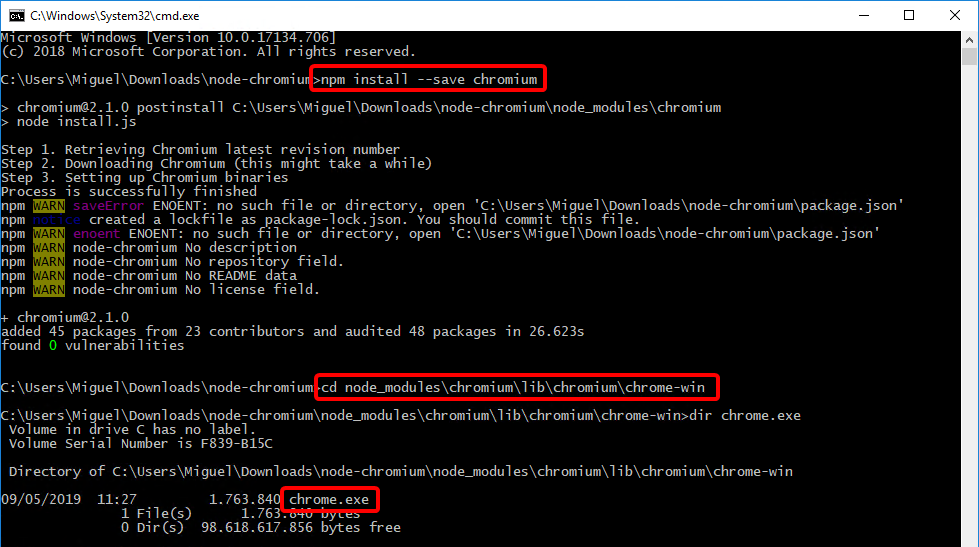 C:\Windows\System32\cmd.exe
Microsoft Windows [Version 10.0.17134.706]
(c) 2018 Microsoft Corporation. All rights reserved.
C:\Users\Miguel\Downloads\node-chromium>npm install --save chromium
> chromium@2.1.0 postinstall C:\Users\Miguel\Downloads\node-chromium\node_modules\chromium
> node install.js
Step 1. Retrieving Chromium latest revision number
Step 2. Downloading Chromium (this might take a while)
Step 3. Setting up Chromium binaries
Process is successfully finished
npm WARN saveError ENOENT: no such file or directory, open 'C:\Users\Miguel\Downloads\node-chromium\package.json'
npm notice created a lockfile as package-lock.json. You should commit this file.
npm WARN enoent ENOENT: no such file or directory, open 'C:\Users\Miguel\Downloads\node-chromium\package.json'
npm WARN node-chromium No description
npm WARN node-chromium No repository field.
npm WARN node-chromium No README data
npm WARN node-chromium No license field.
+ chromium@2.1.0
added 45 packages from 23 contributors and audited 48 packages in 26.623s
found 0 vulnerabilities
C:\Users\Miguel\Downloads\node-chromium>cd node_modules\chromium\lib\chromium\chrome-win
C:\Users\Miguel\Downloads\node-chromium\node_modules\chromium\lib\chromium\chrome-win>dir chrome.exe
Volume in drive C has no label.
Volume Serial Number is F839-B15C
Directory of C:\Users\Miguel\Downloads\node-chromium\node_modules\chromium\lib\chromium\chrome-win
09/05/2019 11:27 1.763.840 chrome.exe
1 File(s) 1.763.840 bytes
0 Dir(s) 98.618.617.856 bytes free